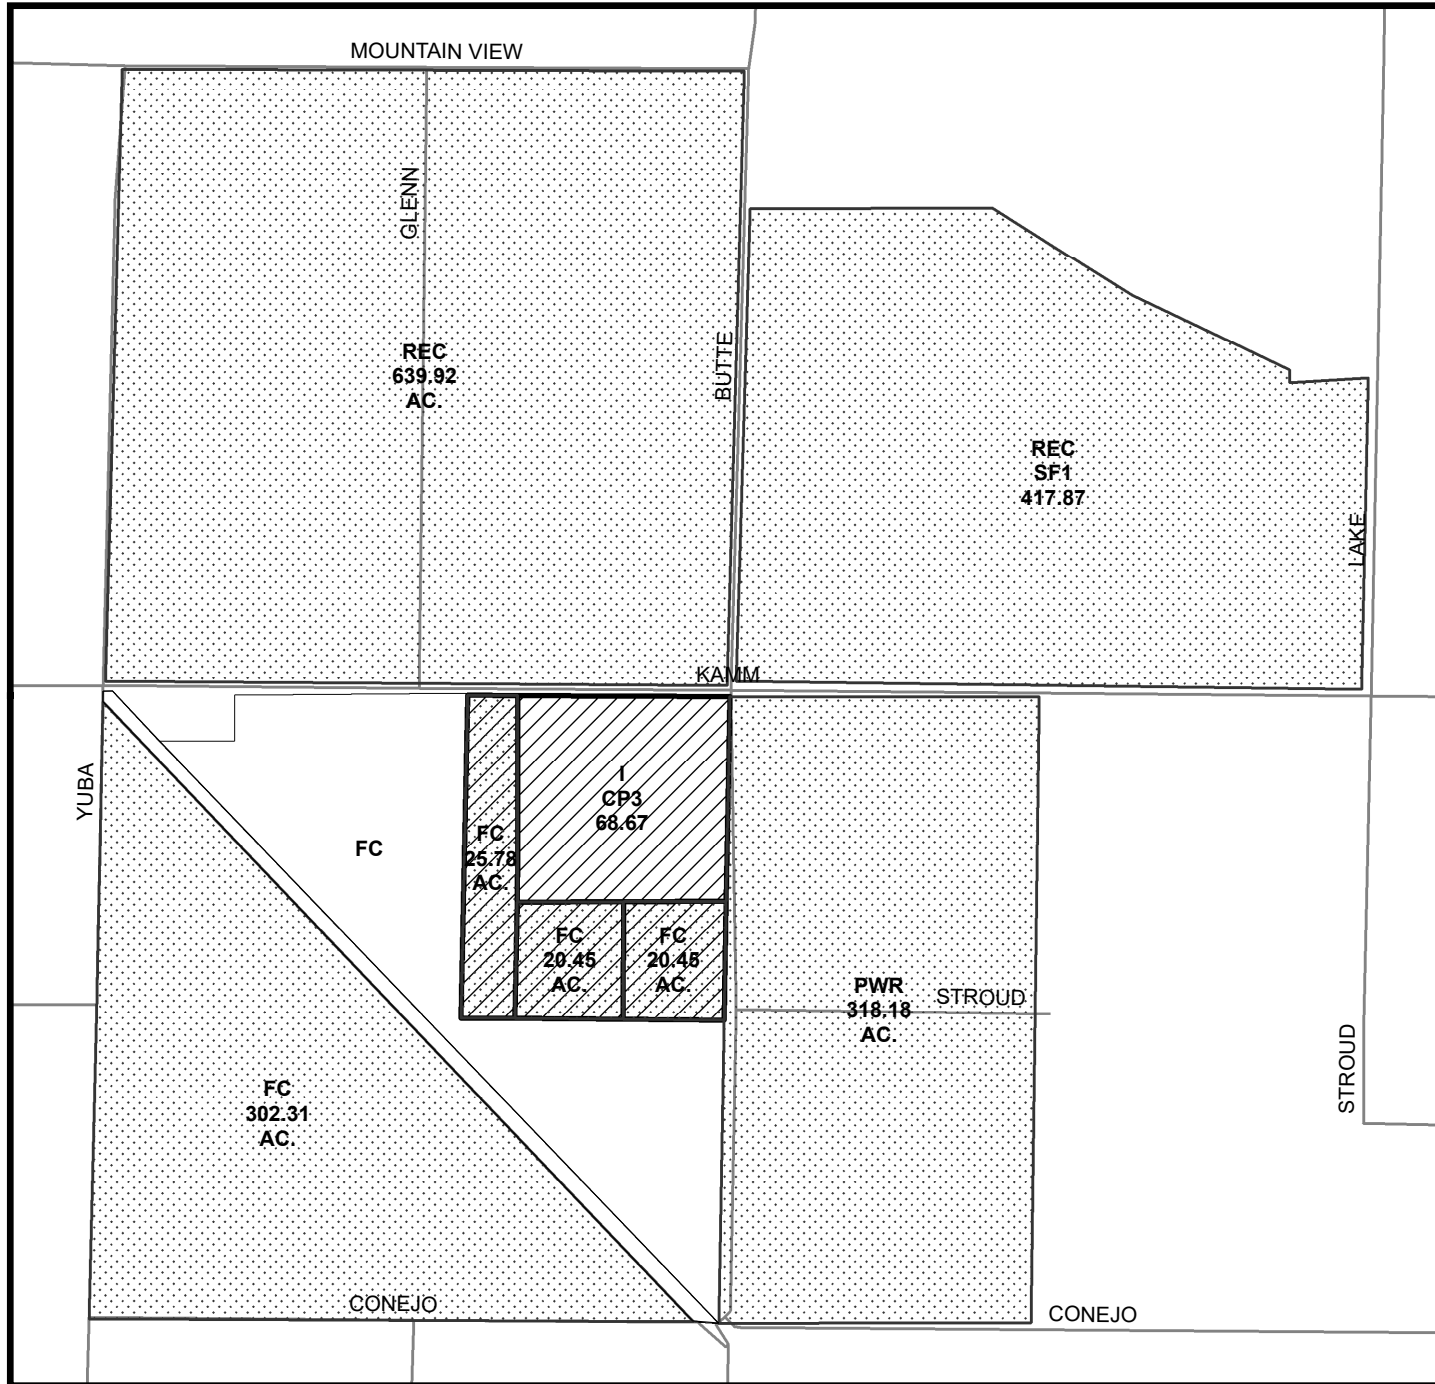 MOUNTAIN VIEW
GLENN
BUTTE
REC
639.92
AC.
REC
SF1
417.87
LAKE
KAMM
YUBA
I
CP3
68.67
FC
FC
25.78
AC.
FC
20.45
AC.
FC
20.45
AC.
PWR
318.18
AC.
STROUD
STROUD
FC
302.31
AC.
CONEJO
CONEJO